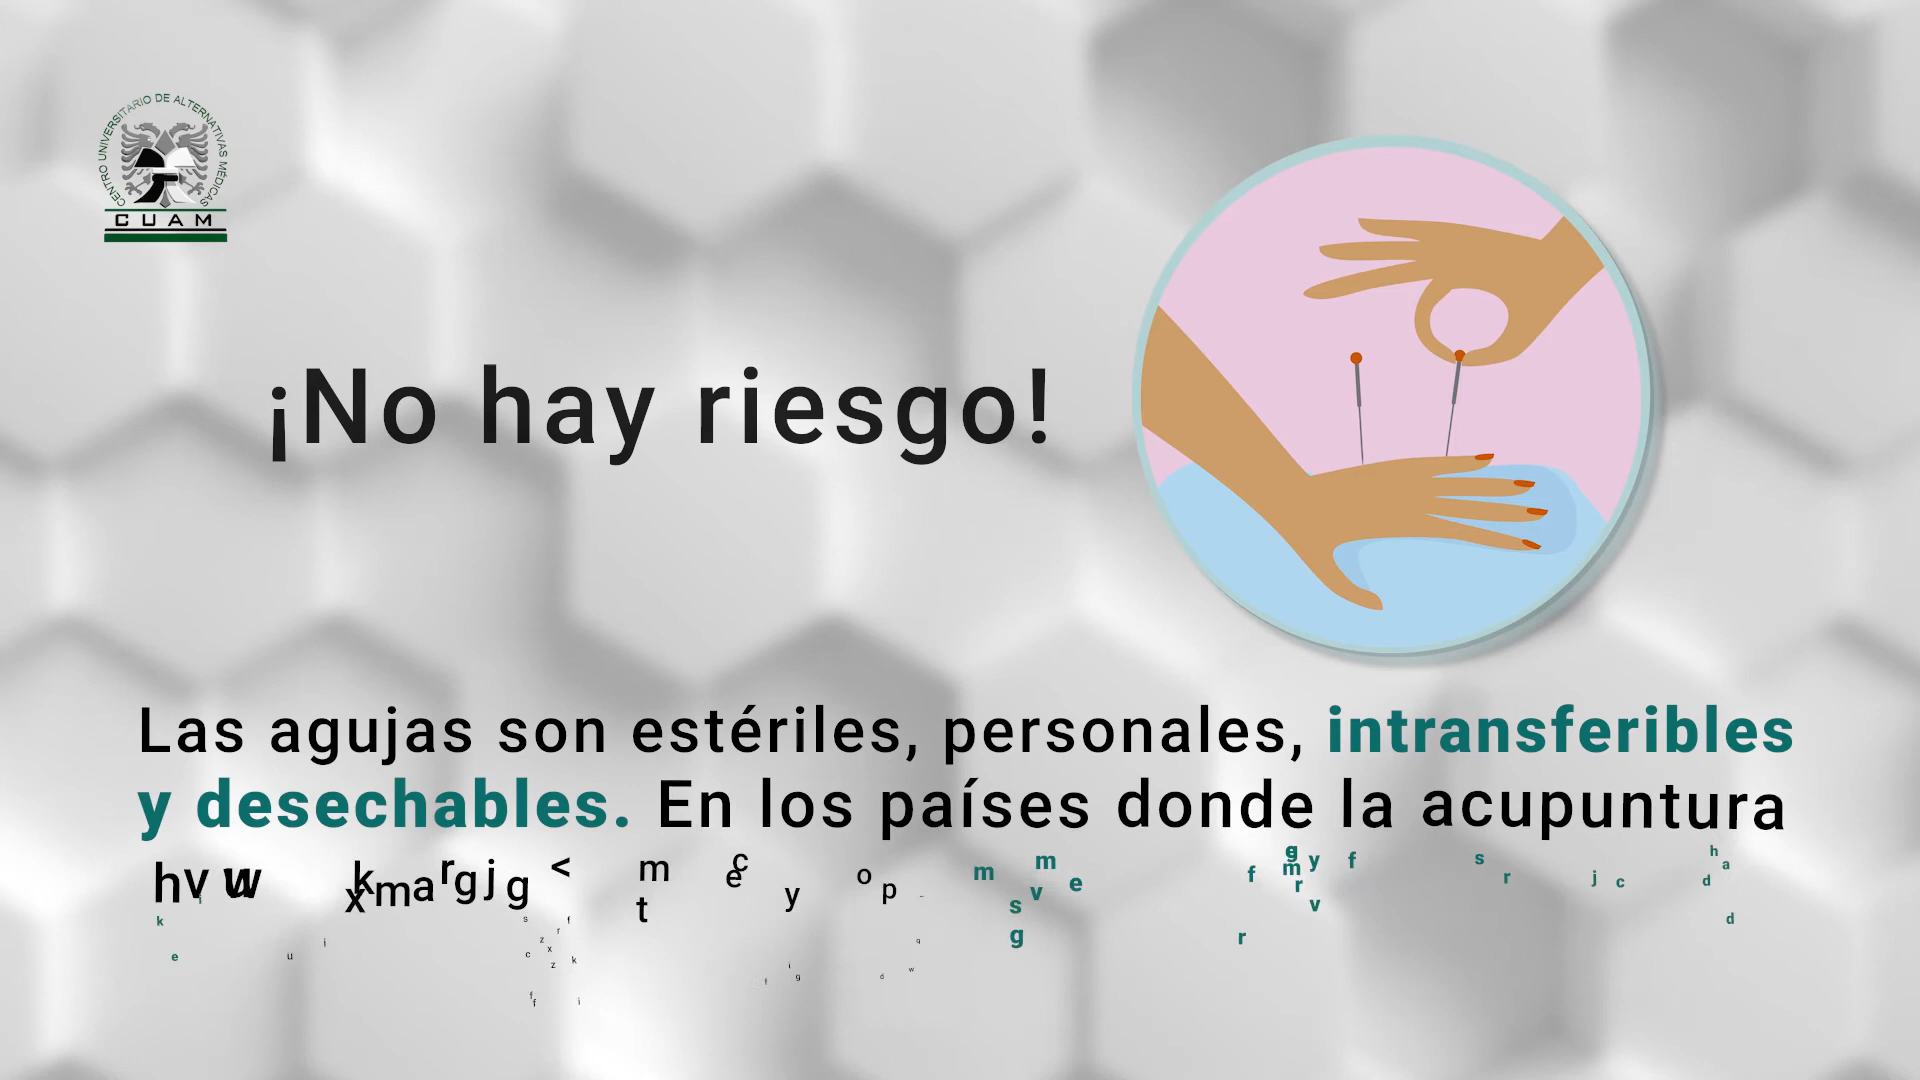 CENTRO UNIVERSITARIO DE ALTERNATIVAS MÉDICAS
CUAM
¡No hay riesgo!
Las agujas son estériles, personales, intransferibles
y desechables. En los países donde la acupuntura